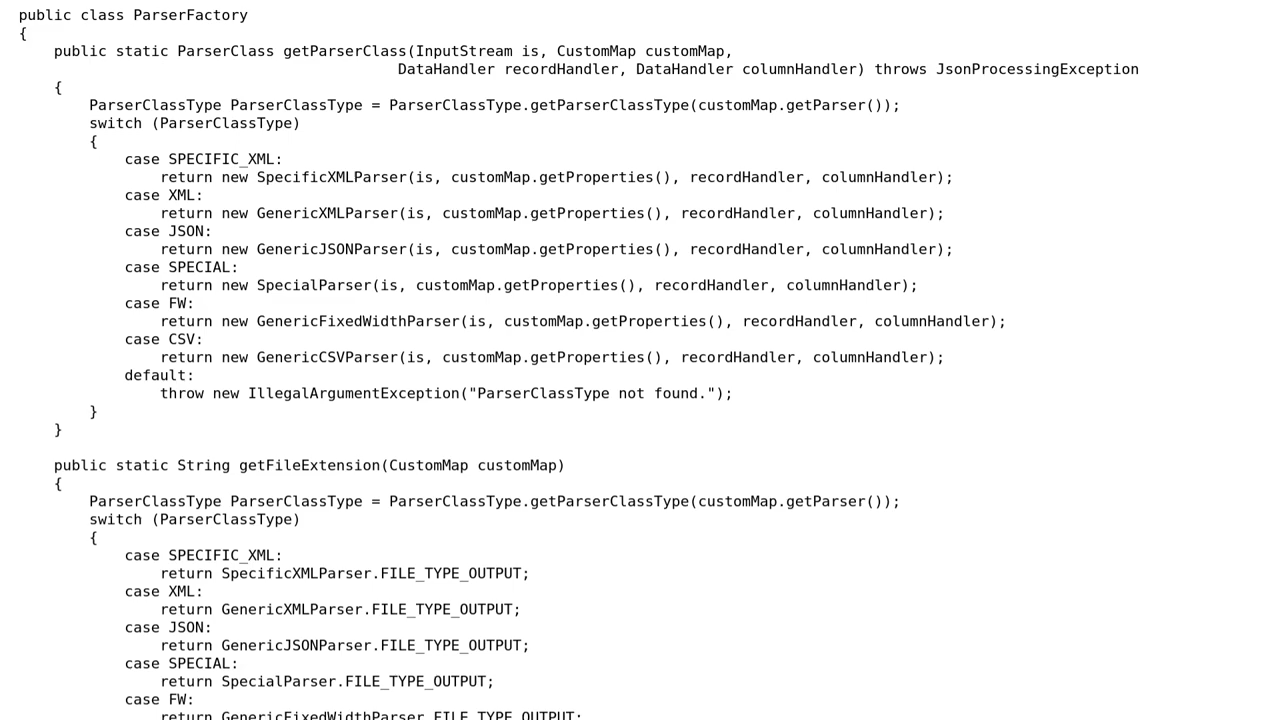 public class ParserFactory
{
public static ParserClass getParserClass(InputStream is, CustomMap customMap,
DataHandler recordHandler, DataHandler columnHandler) throws JsonProcessingException
{
ParserClassType ParserClassType = ParserClassType.getParserClassType(customMap.getParser());
switch (ParserClassType)
{
case SPECIFIC_XML:
return new SpecificXMLParser(is, customMap.getProperties(), recordHandler, columnHandler);
case XML:
return new GenericXMLParser(is, customMap.getProperties(), recordHandler, columnHandler);
case JSON:
return new GenericJSONParser(is, customMap.getProperties(), recordHandler, columnHandler);
case SPECIAL:
return new SpecialParser(is, customMap.getProperties(), recordHandler, columnHandler);
case FW:
return new GenericFixedWidthParser(is, customMap.getProperties(), recordHandler, columnHandler);
case CSV:
return new GenericCSVParser(is, customMap.getProperties(), recordHandler, columnHandler);
default:
throw new IllegalArgumentException("ParserClassType not found.");
}
}
public static String getFileExtension(CustomMap customMap)
{
ParserClassType ParserClassType = ParserClassType.getParserClassType(customMap.getParser());
switch (ParserClassType)
{
case SPECIFIC_XML:
return SpecificXMLParser.FILE_TYPE_OUTPUT;
case XML:
return GenericXMLParser.FILE_TYPE_OUTPUT;
case JSON:
return GenericJSONParser.FILE_TYPE_OUTPUT;
case SPECIAL:
return SpecialParser.FILE_TYPE_OUTPUT;
case FW:
return GenericFixedWidthParser.FILE_TYPE_OUTPUT;